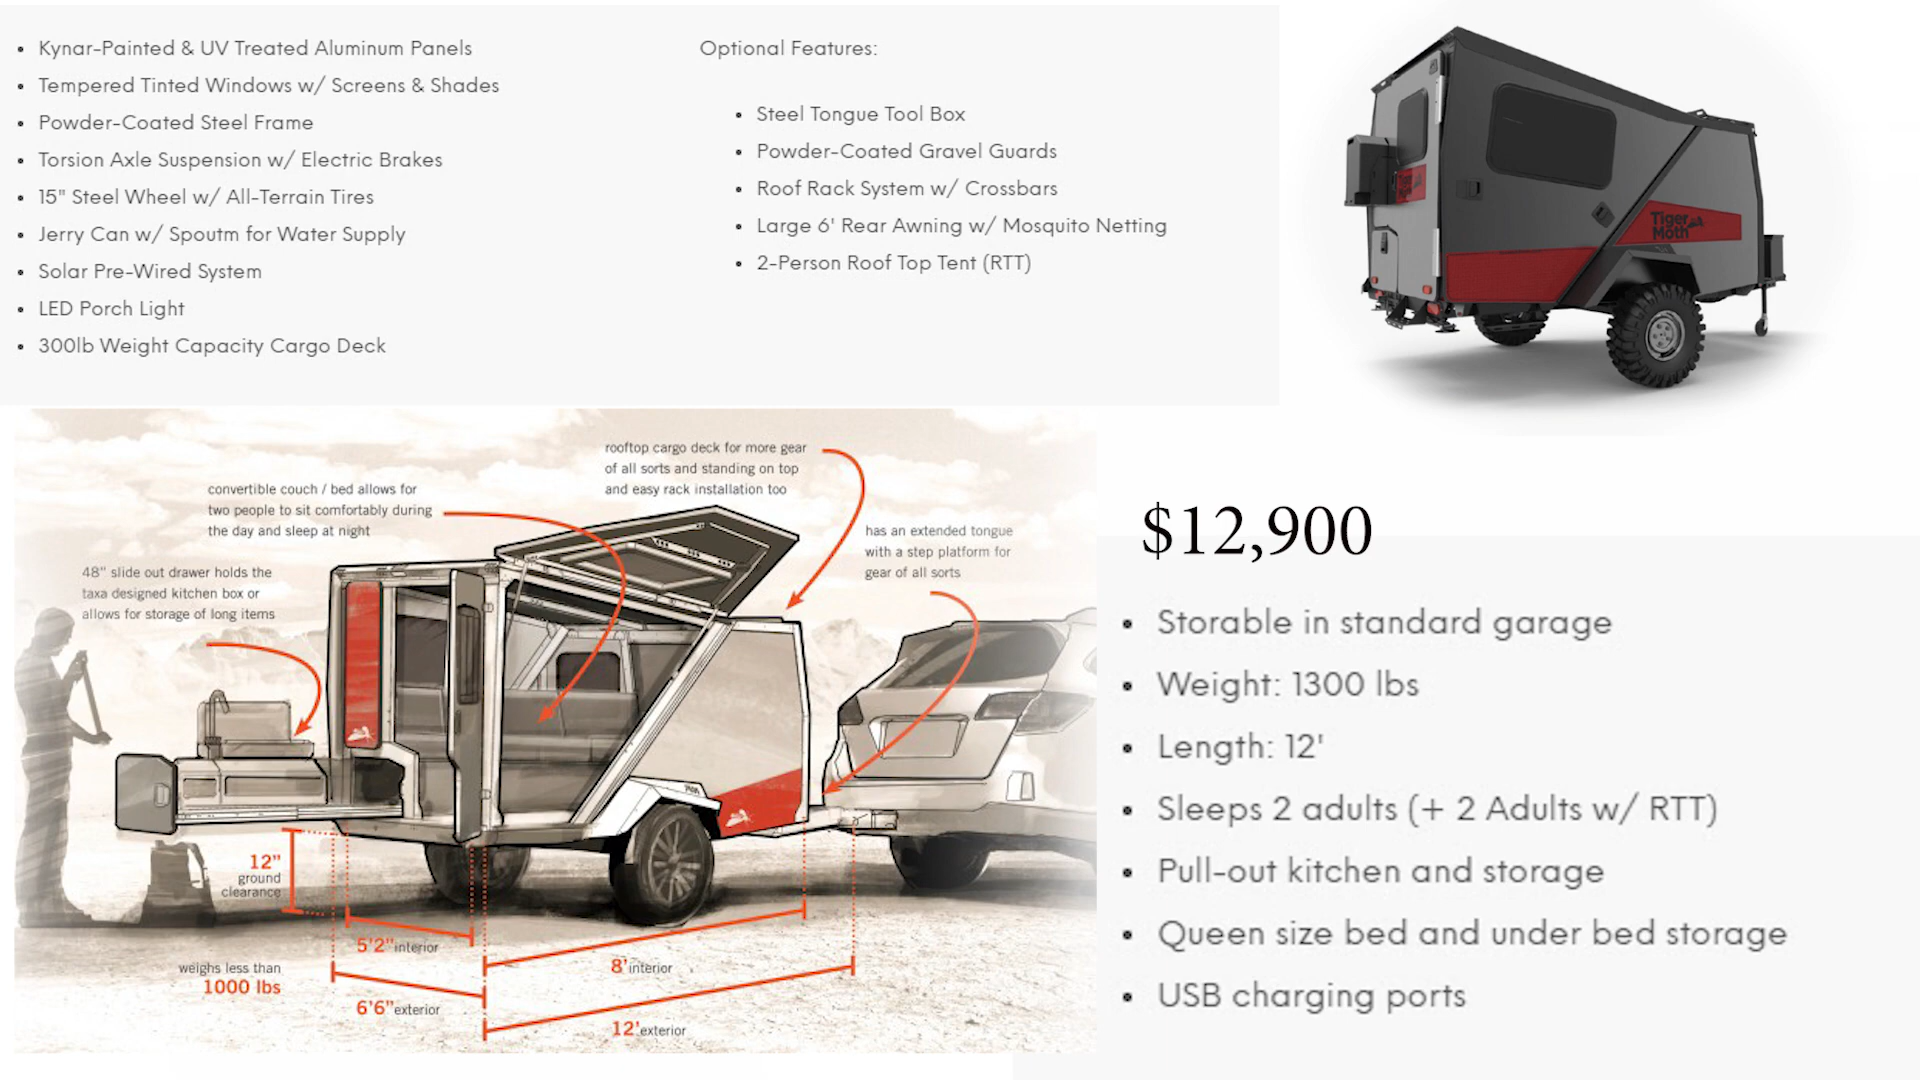 Kynar-Painted & UV Treated Aluminum Panels
Tempered Tinted Windows w/ Screens & Shades
Powder-Coated Steel Frame
Torsion Axle Suspension w/ Electric Brakes
15" Steel Wheel w/ All-Terrain Tires
Jerry Can w/ Spoutm for Water Supply
Solar Pre-Wired System
LED Porch Light
300lb Weight Capacity Cargo Deck
Optional Features:
Steel Tongue Tool Box
Powder-Coated Gravel Guards
Roof Rack System w/ Crossbars
Large 6' Rear Awning w/ Mosquito Netting
2-Person Roof Top Tent (RTT)
Tiger
Moth
Tiger
Moth
rooftop cargo deck for more gear
of all sorts and standing on top
and easy rack installation too
convertible couch / bed allows for
two people to sit comfortably during
the day and sleep at night
has an extended tongue
with a step platform for
gear of all sorts
48" slide out drawer holds the
taxa designed kitchen box or
allows for storage of long items
12"
ground
clearance
5'2" interior
8' interior
weighs less than
1000 lbs
6'6" exterior
12' exterior
$12,900
Storable in standard garage
Weight: 1300 lbs
Length: 12'
Sleeps 2 adults (+ 2 Adults w/ RTT)
Pull-out kitchen and storage
Queen size bed and under bed storage
USB charging ports